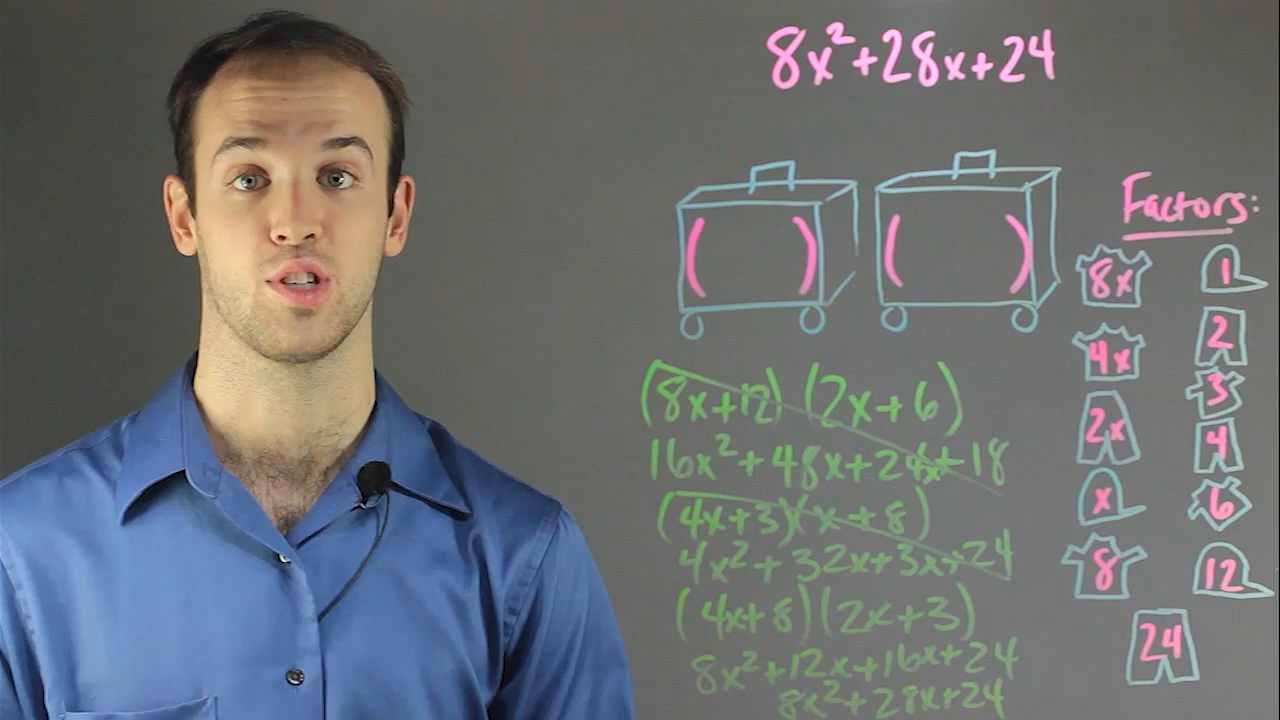 8x²+28x+24
( ) ( )
(8x+12) (2x+6)
16x²+48x+24x+18
(4x+3)(x+8)
4x²+32x+3x+24
(4x+8)(2x+3)
8x²+12x+16x+24
8x²+28x+24
Factors:
8x
4x
2x
x
8
1
2
3
4
6
12
24